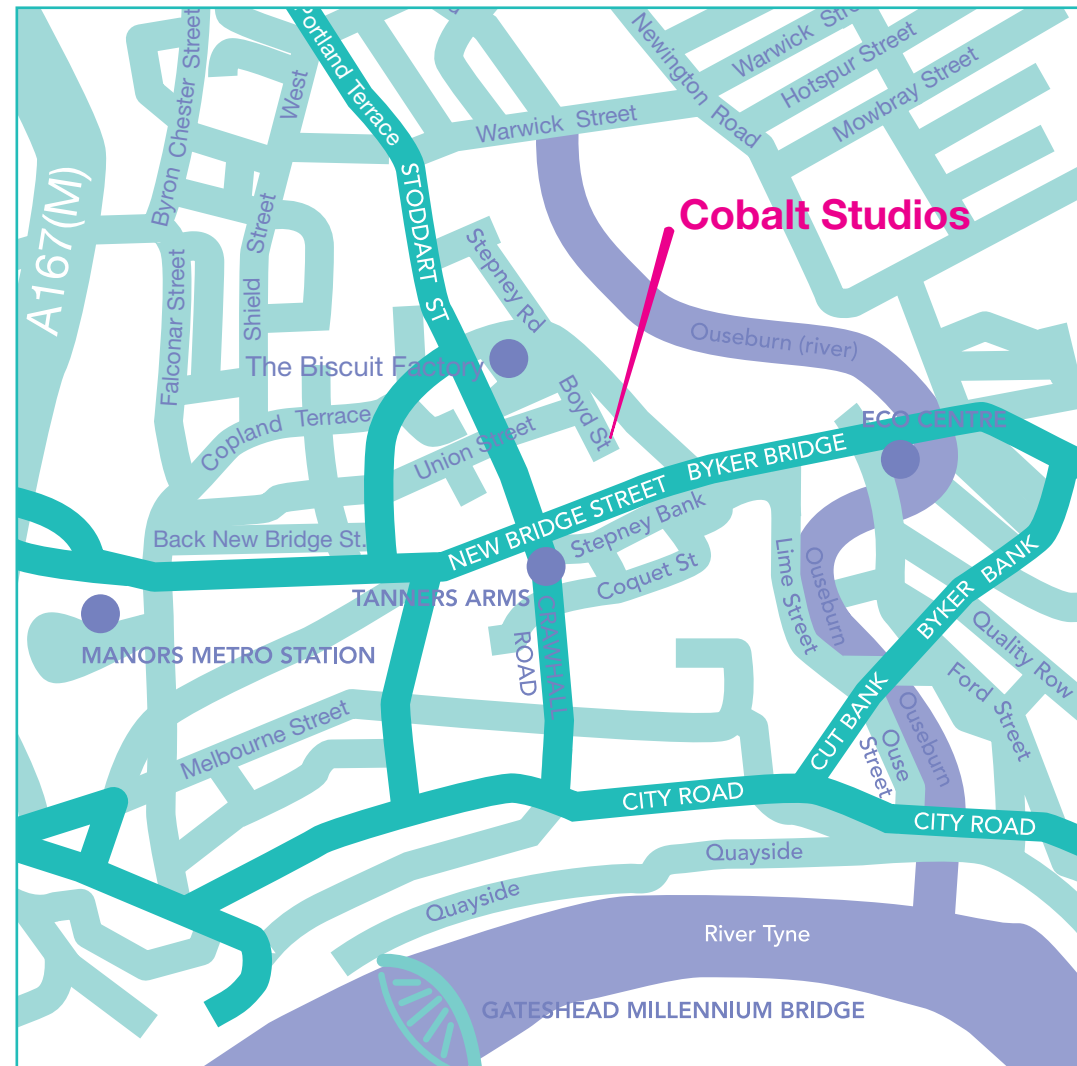 Portland Terrace
Newington Road
Warwick Stre
Hotspur Street
Mowbray Street
Byron Chester Street
West
Warwick Street
A167(M)
STODDART ST
Cobalt Studios
Shield Street
Falconar Street
Stepney Rd
Ouseburn (river)
The Biscuit Factory
Boyd St
Copland Terrace
Union Street
ECO CENTRE
BYKER BRIDGE
NEW BRIDGE STREET
Stepney Bank
Back New Bridge St.
Coquet St
Lime Street
Ouseburn
BYKER BANK
TANNERS ARMS
CRAWHALL
ROAD
Quality Row
MANORS METRO STATION
Ford Street
CUT BANK
Ouseburn
Ouse
Street
Melbourne Street
CITY ROAD
CITY ROAD
Quayside
Quayside
River Tyne
GATESHEAD MILLENNIUM BRIDGE